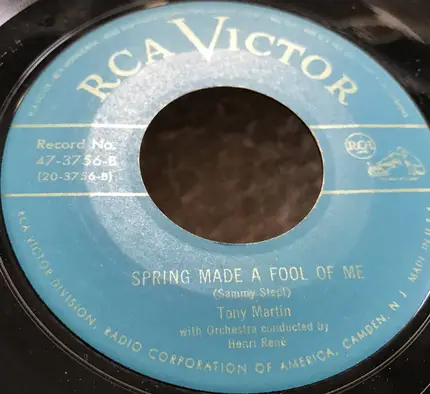 RCA VICTOR
Record No.
47-3756-B
(20-3756-B)
RCA
SPRING MADE A FOOL OF ME
(Sammy Stept)
Tony Martin
with Orchestra conducted by
Henri René
RCA VICTOR DIVISION, RADIO CORPORATION OF AMERICA, CAMDEN, N J MADE IN U.S.A.